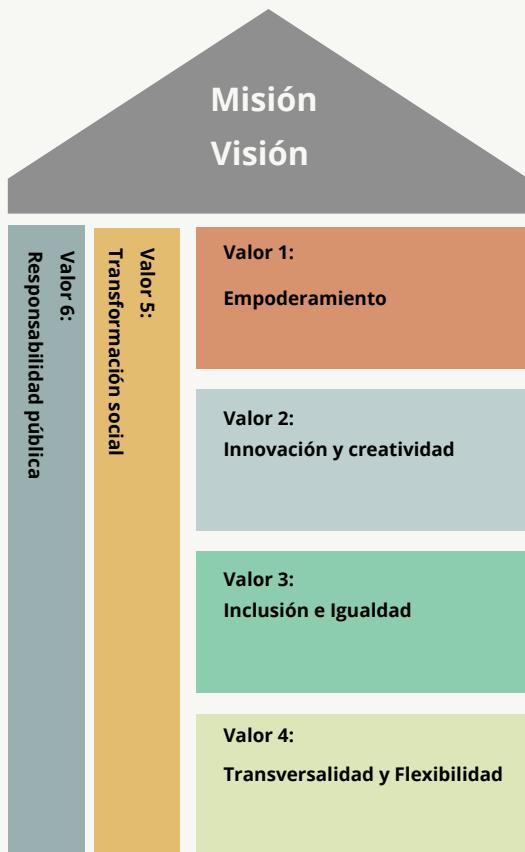 Misión
Visión
Valor 1:
Empoderamiento
Valor 2:
Innovación y creatividad
Valor 3:
Inclusión e Igualdad
Valor 4:
Transversalidad y Flexibilidad
Valor 5:
Transformación social
Valor 6:
Responsabilidad pública